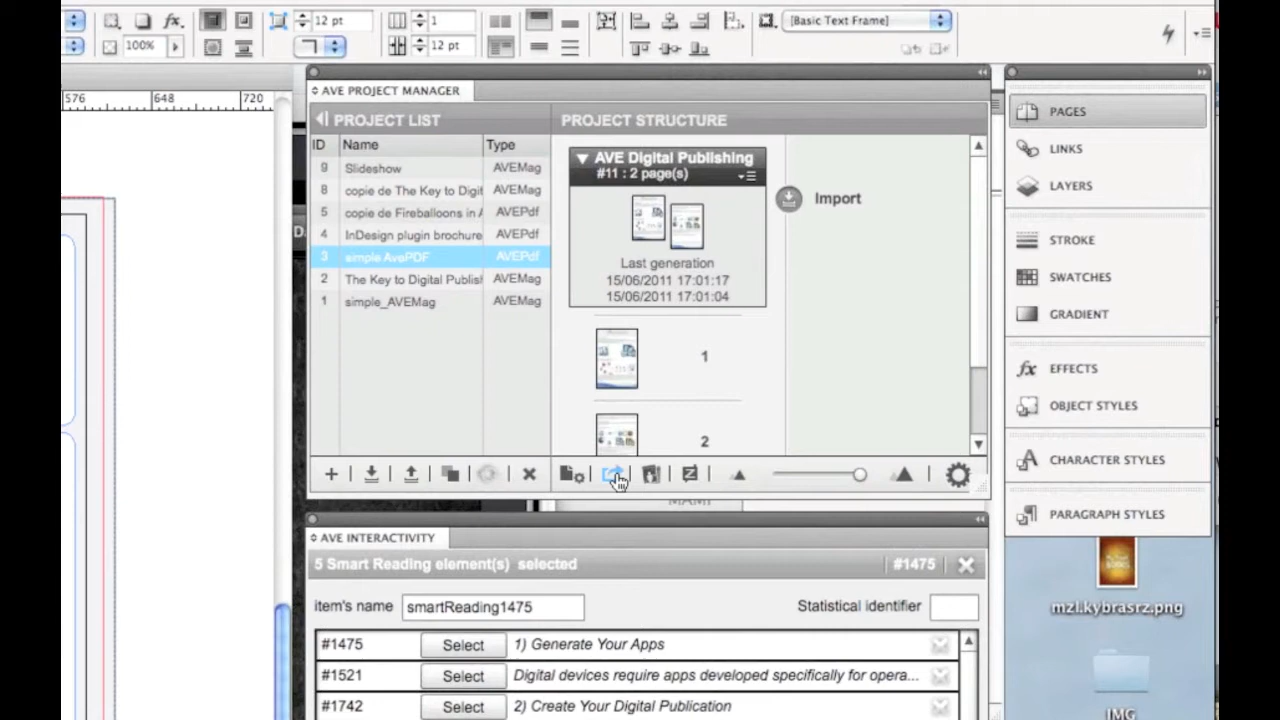 12 pt
1
[Basic Text Frame]
100%
12 pt
576
648
720
AVE PROJECT MANAGER
PROJECT LIST
PROJECT STRUCTURE
ID
Name
Type
9
Slideshow
AVEMag
8
copie de The Key to Digit
AVEMag
5
copie de Fireballoons in A
AVEPdf
4
InDesign plugin brochure
AVEPdf
3
simple AvePDF
AVEPdf
2
The Key to Digital Publish
AVEMag
1
simple_AVEMag
AVEMag
AVE Digital Publishing
#11 : 2 page(s)
Last generation
15/06/2011 17:01:17
15/06/2011 17:01:04
Import
1
2
PAGES
LINKS
LAYERS
STROKE
SWATCHES
GRADIENT
fx
EFFECTS
OBJECT STYLES
CHARACTER STYLES
PARAGRAPH STYLES
AVE INTERACTIVITY
5 Smart Reading element(s) selected
#1475
item's name
smartReading1475
Statistical identifier
#1475
Select
1) Generate Your Apps
#1521
Select
Digital devices require apps developed specifically for opera...
#1742
Select
2) Create Your Digital Publication
mzl.kybrasrz.png
IMG